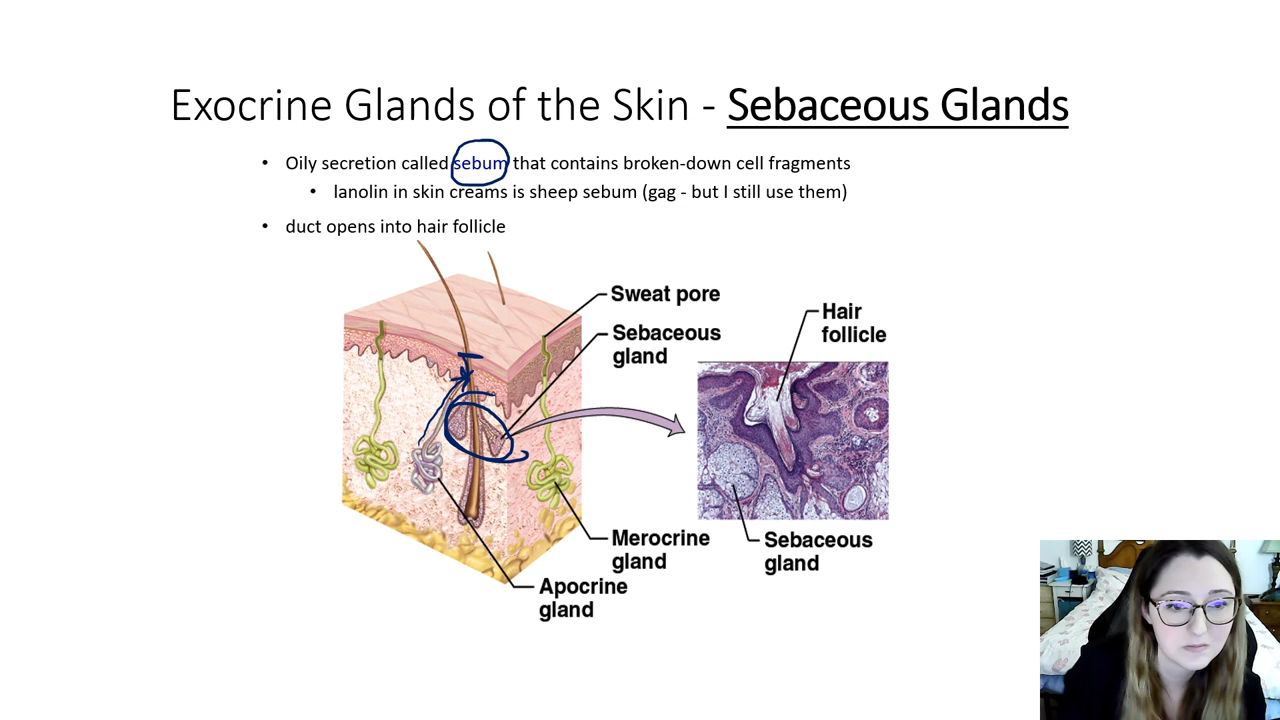 Exocrine Glands of the Skin - Sebaceous Glands
• Oily secretion called sebum that contains broken-down cell fragments
• lanolin in skin creams is sheep sebum (gag - but I still use them)
• duct opens into hair follicle
Sweat pore
Sebaceous
gland
Hair
follicle
Merocrine
gland
Sebaceous
gland
Apocrine
gland